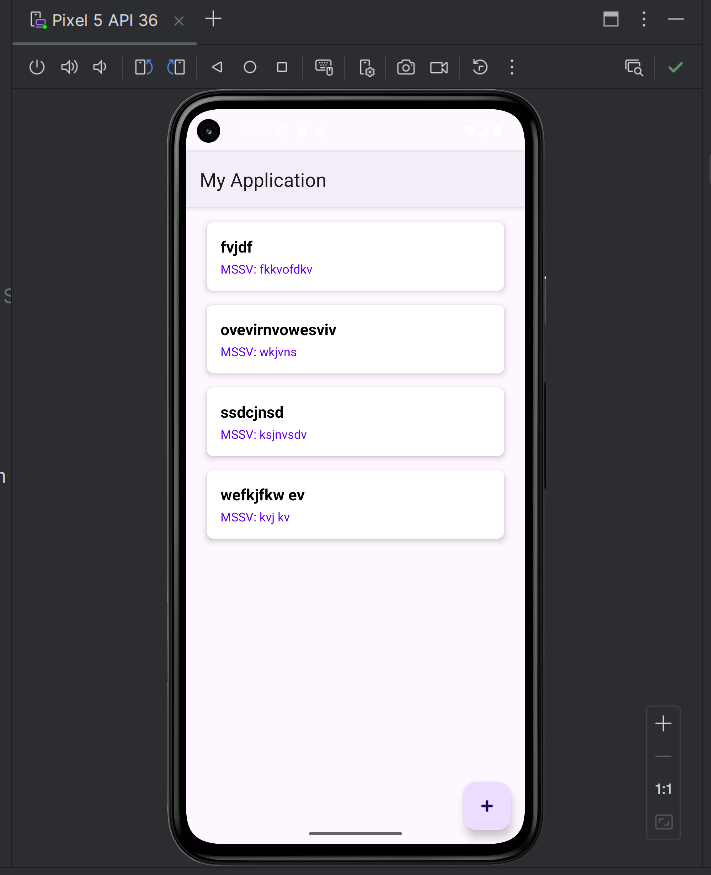 Pixel 5 API 36
My Application
fvjdf
MSSV: fkkvofdkv
ovevirnvowesviv
MSSV: wkjvns
ssdcjnsd
MSSV: ksjnvsdv
wefkjfkw ev
MSSV: kvj kv
1:1